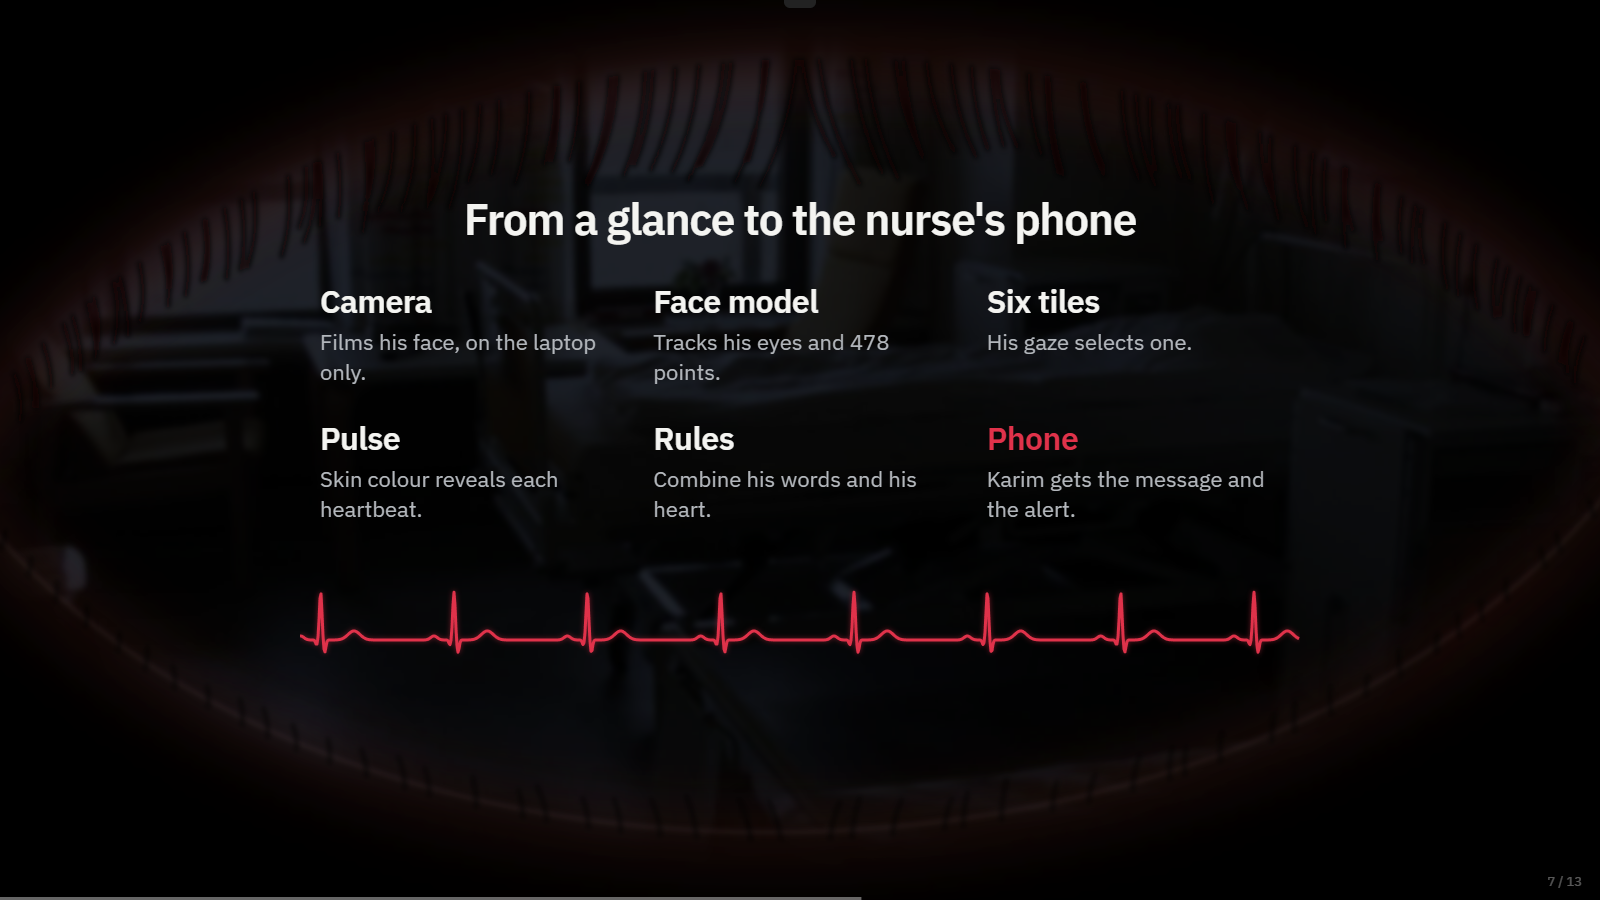 From a glance to the nurse's phone
Camera
Films his face, on the laptop
only.
Face model
Tracks his eyes and 478
points.
Six tiles
His gaze selects one.
Pulse
Skin colour reveals each
heartbeat.
Rules
Combine his words and his
heart.
Phone
Karim gets the message and
the alert.
7 / 13